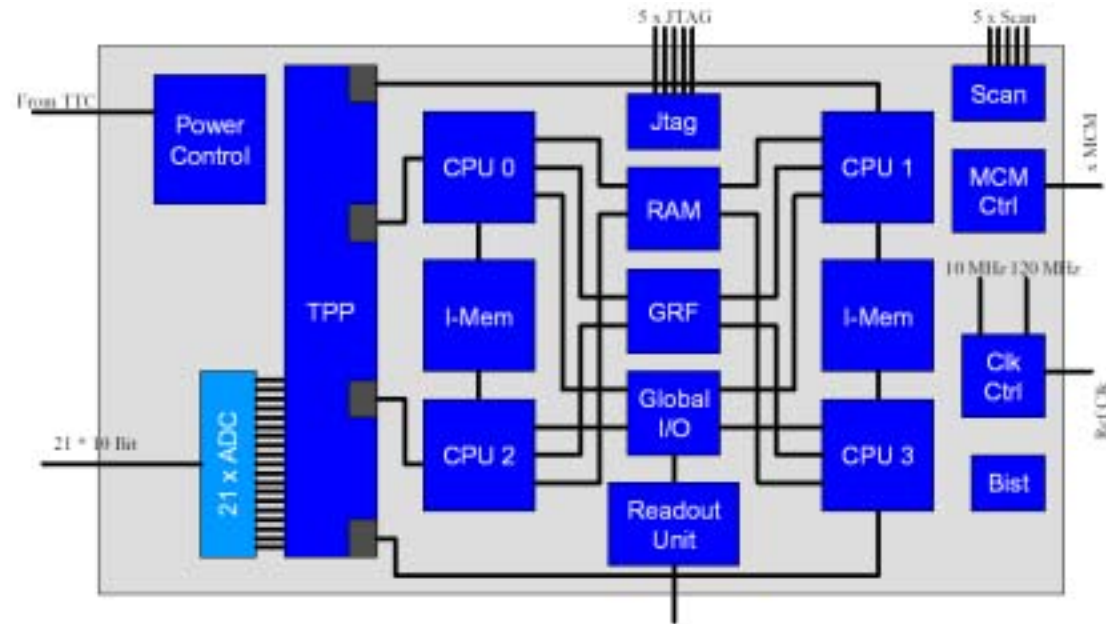 5 x JTAG
5 x Scan
From TTC
Power
Control
TPP
CPU 0
Jtag
CPU 1
Scan
x MCM
RAM
MCM
Ctrl
I-Mem
GRF
I-Mem
10 MHz 120 MHz
Clk
Ctrl
Ref Clk
21 * 10 Bit
21 x ADC
CPU 2
Global
I/O
CPU 3
Bist
Readout
Unit